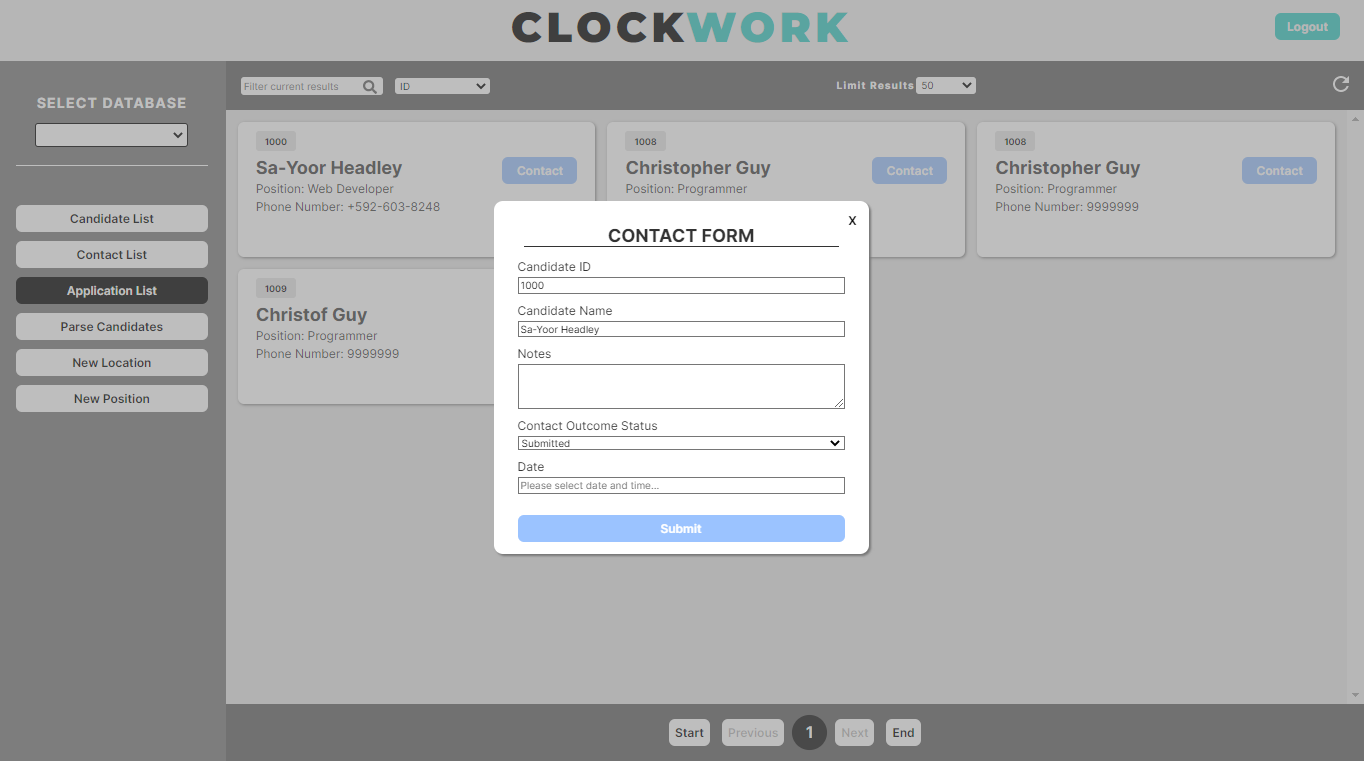 CLOCKWORK
Logout
SELECT DATABASE
Filter current results
ID
Limit Results 50
Candidate List
Contact List
Application List
Parse Candidates
New Location
New Position
1000
Sa-Yoor Headley
Contact
Position: Web Developer
Phone Number: +592-603-8248
1008
Christopher Guy
Contact
Position: Programmer
1008
Christopher Guy
Contact
Position: Programmer
Phone Number: 9999999
1009
Christof Guy
Position: Programmer
Phone Number: 9999999
X
CONTACT FORM
Candidate ID
1000
Candidate Name
Sa-Yoor Headley
Notes
Contact Outcome Status
Submitted
Date
Please select date and time...
Submit
Start Previous 1 Next End